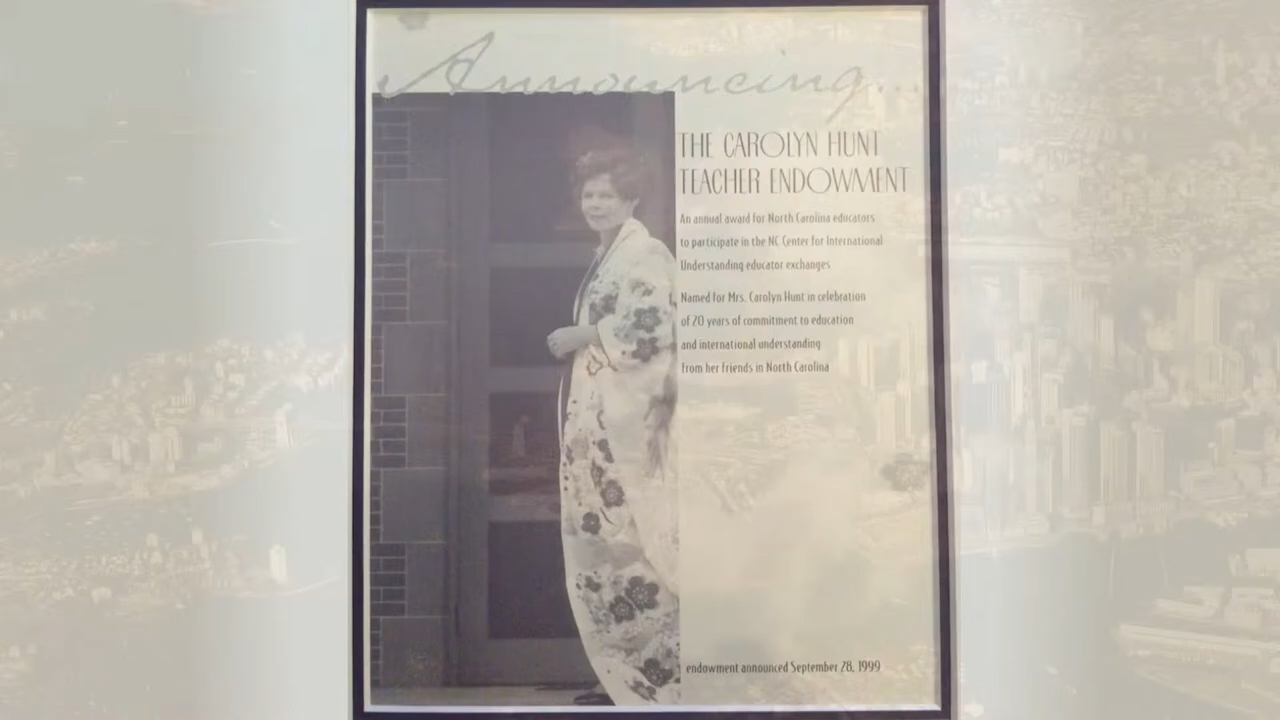 Announcing...
THE CAROLYN HUNT
TEACHER ENDOWMENT
An annual award for North Carolina educators
to participate in the NC Center for International
Understanding educator exchanges
Named for Mrs. Carolyn Hunt in celebration
of 20 years of commitment to education
and international understanding
from her friends in North Carolina
endowment announced September 28, 1999